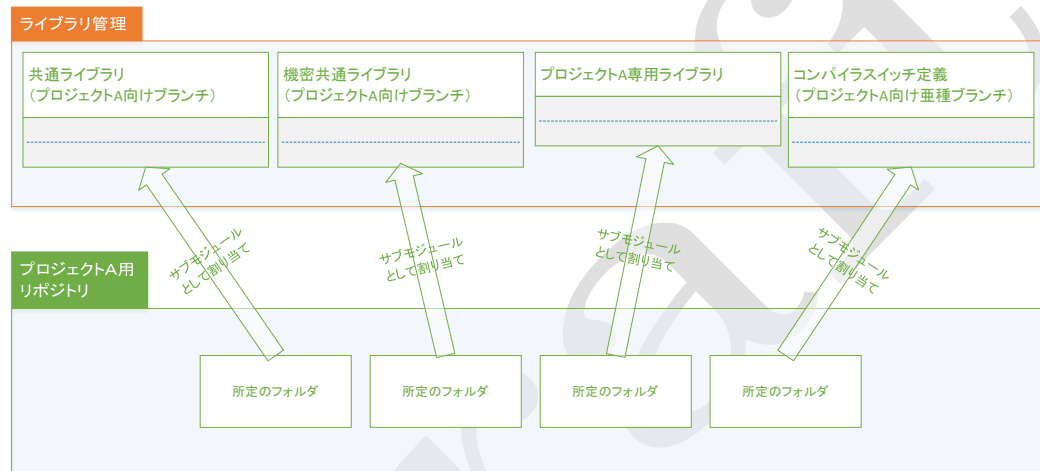 ライブラリ管理
共通ライブラリ
（プロジェクトA向けブランチ）
機密共通ライブラリ
（プロジェクトA向けブランチ）
プロジェクトA専用ライブラリ
コンパイラスイッチ定義
（プロジェクトA向け亜種ブランチ）
サブモジュール
として割り当て
サブモジュール
として割り当て
サブモジュール
として割り当て
サブモジュール
として割り当て
プロジェクトA用
リポジトリ
所定のフォルダ
所定のフォルダ
所定のフォルダ
所定のフォルダ